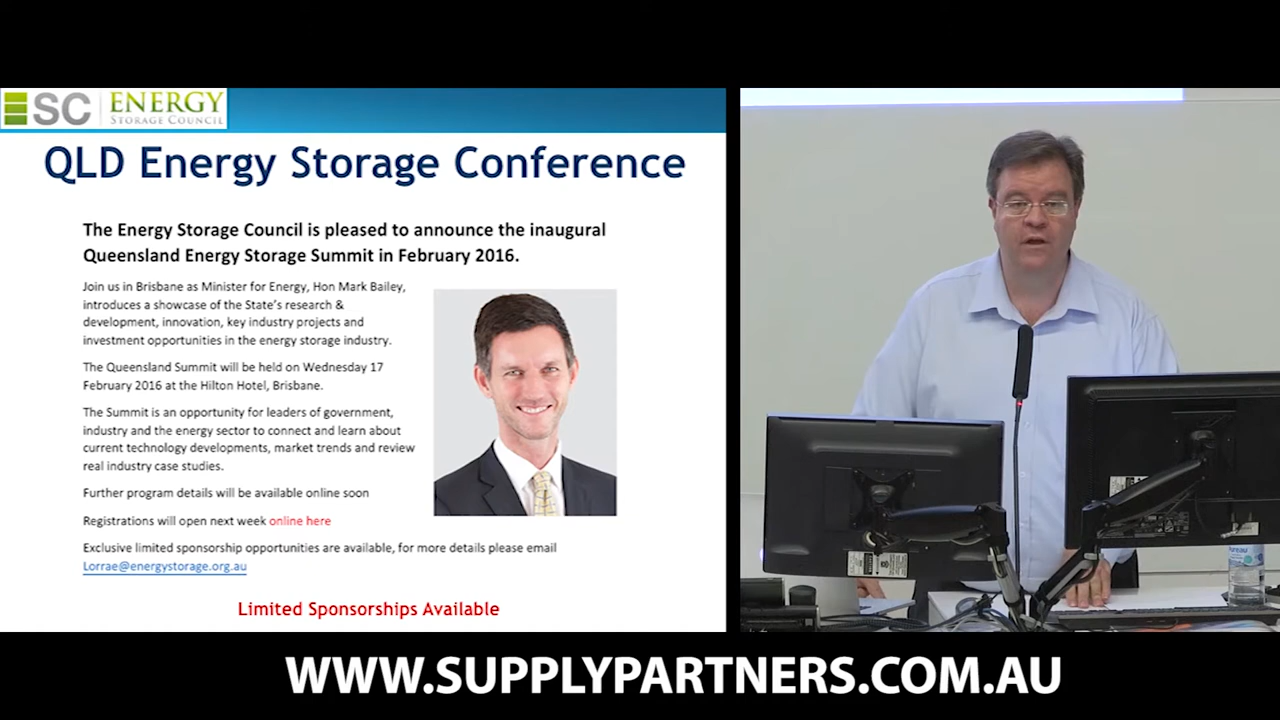 SC ENERGY
STORAGE COUNCIL
QLD Energy Storage Conference
The Energy Storage Council is pleased to announce the inaugural
Queensland Energy Storage Summit in February 2016.
Join us in Brisbane as Minister for Energy, Hon Mark Bailey,
introduces a showcase of the State's research &
development, innovation, key industry projects and
investment opportunities in the energy storage industry.
The Queensland Summit will be held on Wednesday 17
February 2016 at the Hilton Hotel, Brisbane.
The Summit is an opportunity for leaders of government,
industry and the energy sector to connect and learn about
current technology developments, market trends and review
real industry case studies.
Further program details will be available online soon
Registrations will open next week online here
Exclusive limited sponsorship opportunities are available, for more details please email
Lorrae@energystorage.org.au
Limited Sponsorships Available
WWW.SUPPLYPARTNERS.COM.AU